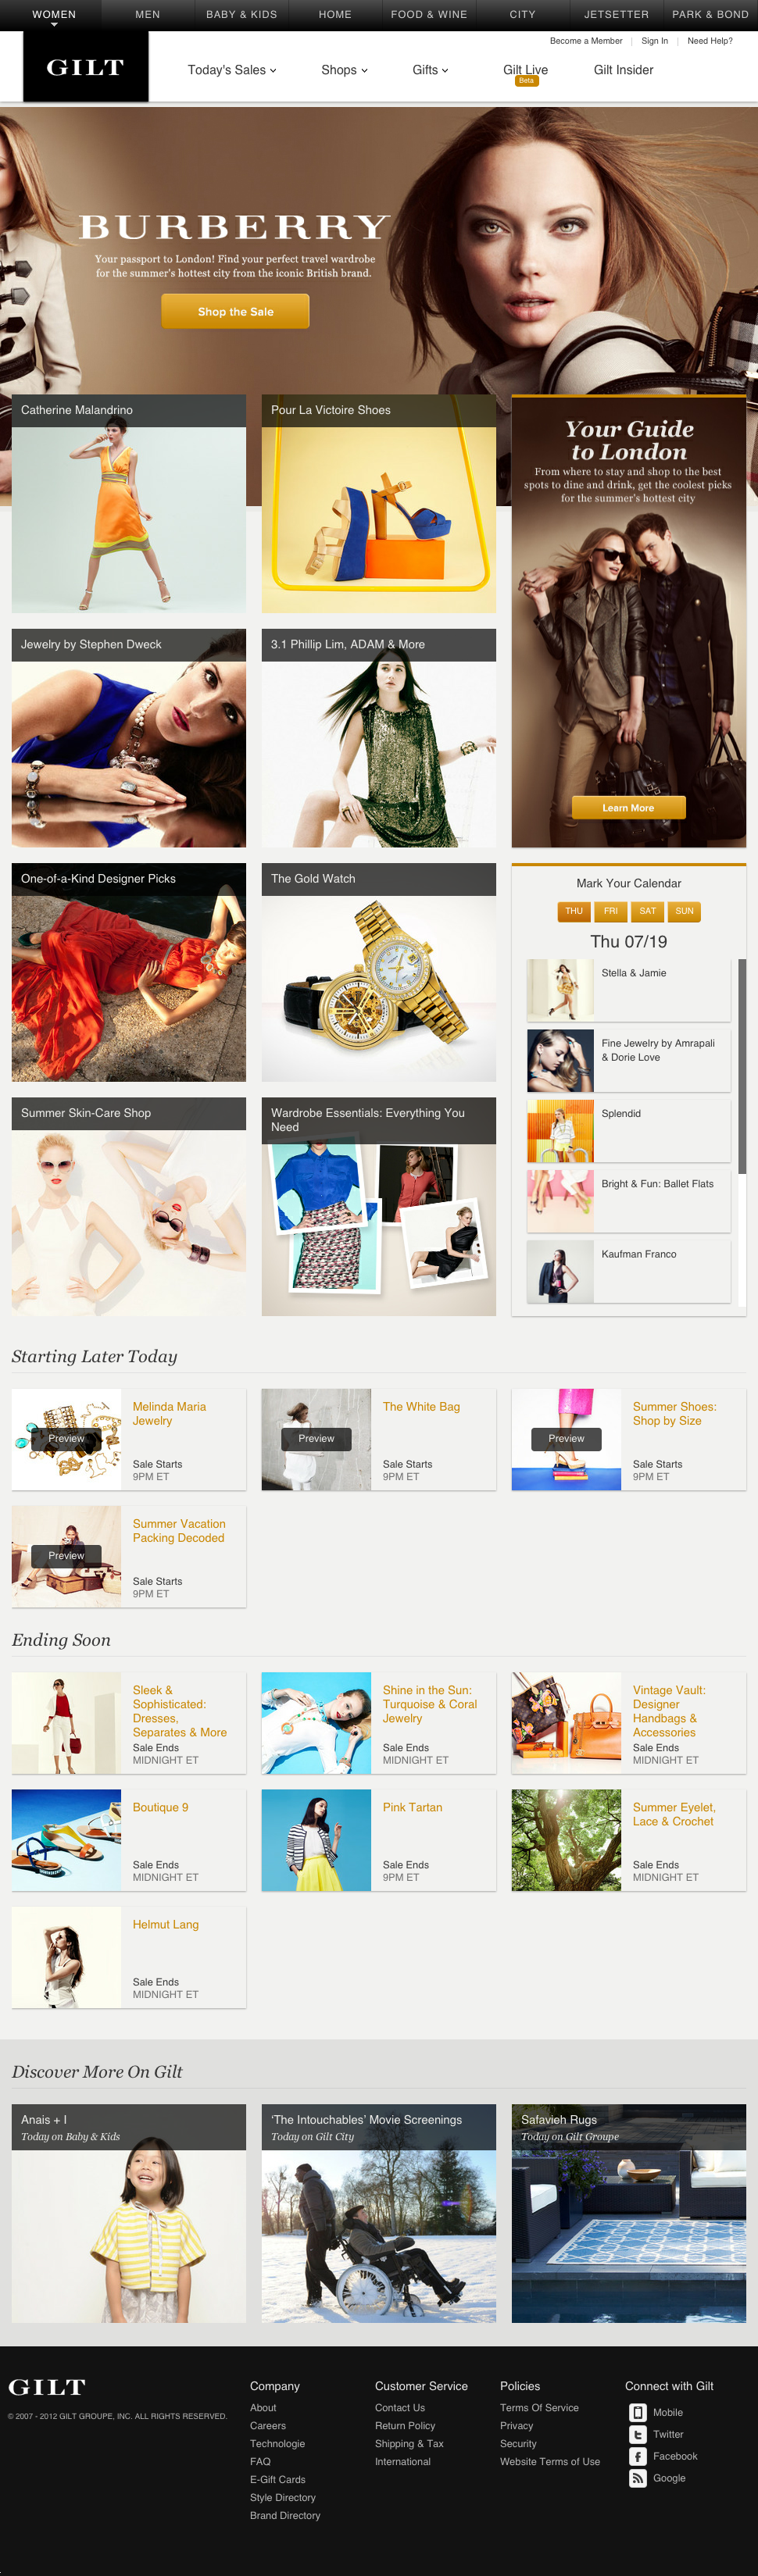 WOMEN MEN BABY & KIDS HOME FOOD & WINE CITY JETSETTER PARK & BOND
Become a Member Sign In Need Help?
GILT
Today's Sales Shops Gifts Gilt Live Gilt Insider
Beta
BURBERRY
Your passport to London! Find your perfect travel wardrobe
for the summer's hottest city from the iconic British brand.
Shop the Sale
Catherine Malandrino
Pour La Victoire Shoes
Your Guide
to London
From where to stay and shop to the best
spots to dine and drink, get the coolest picks
for the summer's hottest city
Learn More
Jewelry by Stephen Dweck
3.1 Phillip Lim, ADAM & More
One-of-a-Kind Designer Picks
The Gold Watch
Mark Your Calendar
THU FRI SAT SUN
Thu 07/19
Stella & Jamie
Fine Jewelry by Amrapali
& Dorie Love
Splendid
Bright & Fun: Ballet Flats
Kaufman Franco
Summer Skin-Care Shop
Wardrobe Essentials: Everything You
Need
Starting Later Today
Preview
Melinda Maria
Jewelry
Sale Starts
9PM ET
Preview
The White Bag
Sale Starts
9PM ET
Preview
Summer Shoes:
Shop by Size
Sale Starts
9PM ET
Preview
Summer Vacation
Packing Decoded
Sale Starts
9PM ET
Ending Soon
Sleek &
Sophisticated:
Dresses,
Separates & More
Sale Ends
MIDNIGHT ET
Shine in the Sun:
Turquoise & Coral
Jewelry
Sale Ends
MIDNIGHT ET
Vintage Vault:
Designer
Handbags &
Accessories
Sale Ends
MIDNIGHT ET
Boutique 9
Sale Ends
MIDNIGHT ET
Pink Tartan
Sale Ends
9PM ET
Summer Eyelet,
Lace & Crochet
Sale Ends
MIDNIGHT ET
Helmut Lang
Sale Ends
MIDNIGHT ET
Discover More On Gilt
Anais + I
Today on Baby & Kids
‘The Intouchables’ Movie Screenings
Today on Gilt City
Safavieh Rugs
Today on Gilt Groupe
GILT
© 2007 - 2012 GILT GROUPE, INC. ALL RIGHTS RESERVED.
Company
About
Careers
Technologie
FAQ
E-Gift Cards
Style Directory
Brand Directory
Customer Service
Contact Us
Return Policy
Shipping & Tax
International
Policies
Terms Of Service
Privacy
Security
Website Terms of Use
Connect with Gilt
Mobile
Twitter
Facebook
Google